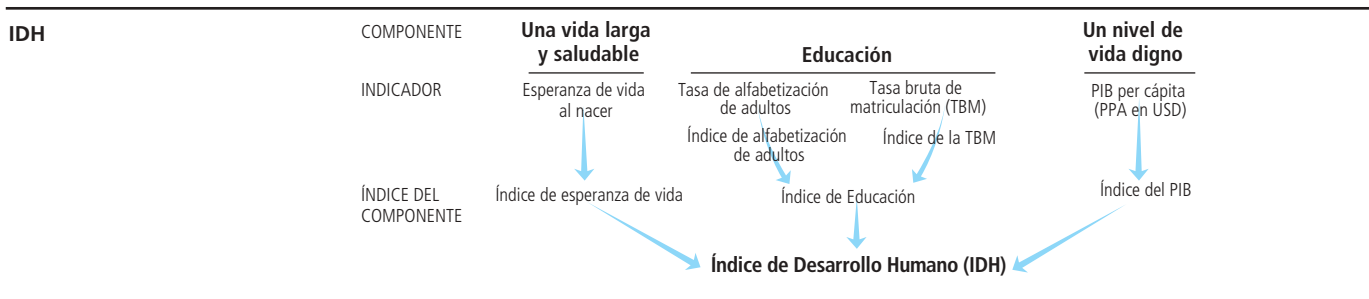 IDH
COMPONENTE
Una vida larga
y saludable
Educación
Un nivel de
vida digno
INDICADOR
Esperanza de vida
al nacer
Tasa de alfabetización
de adultos
Tasa bruta de
matriculación (TBM)
PIB per cápita
(PPA en USD)
Índice de alfabetización
de adultos
Índice de la TBM
ÍNDICE DEL
COMPONENTE
Índice de esperanza de vida
Índice de Educación
Índice del PIB
Índice de Desarrollo Humano (IDH)